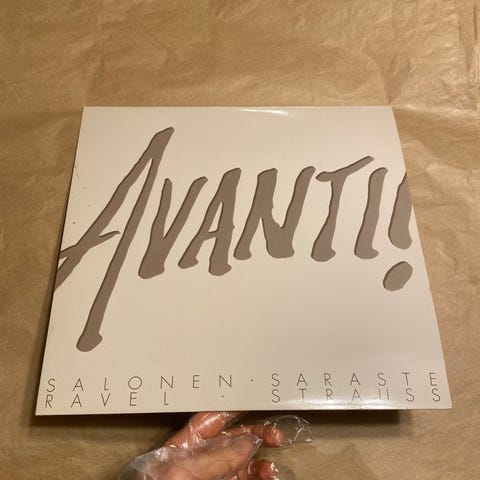 AVANTI!
SALONEN · SARASTE
RAVEL · STRAUSS